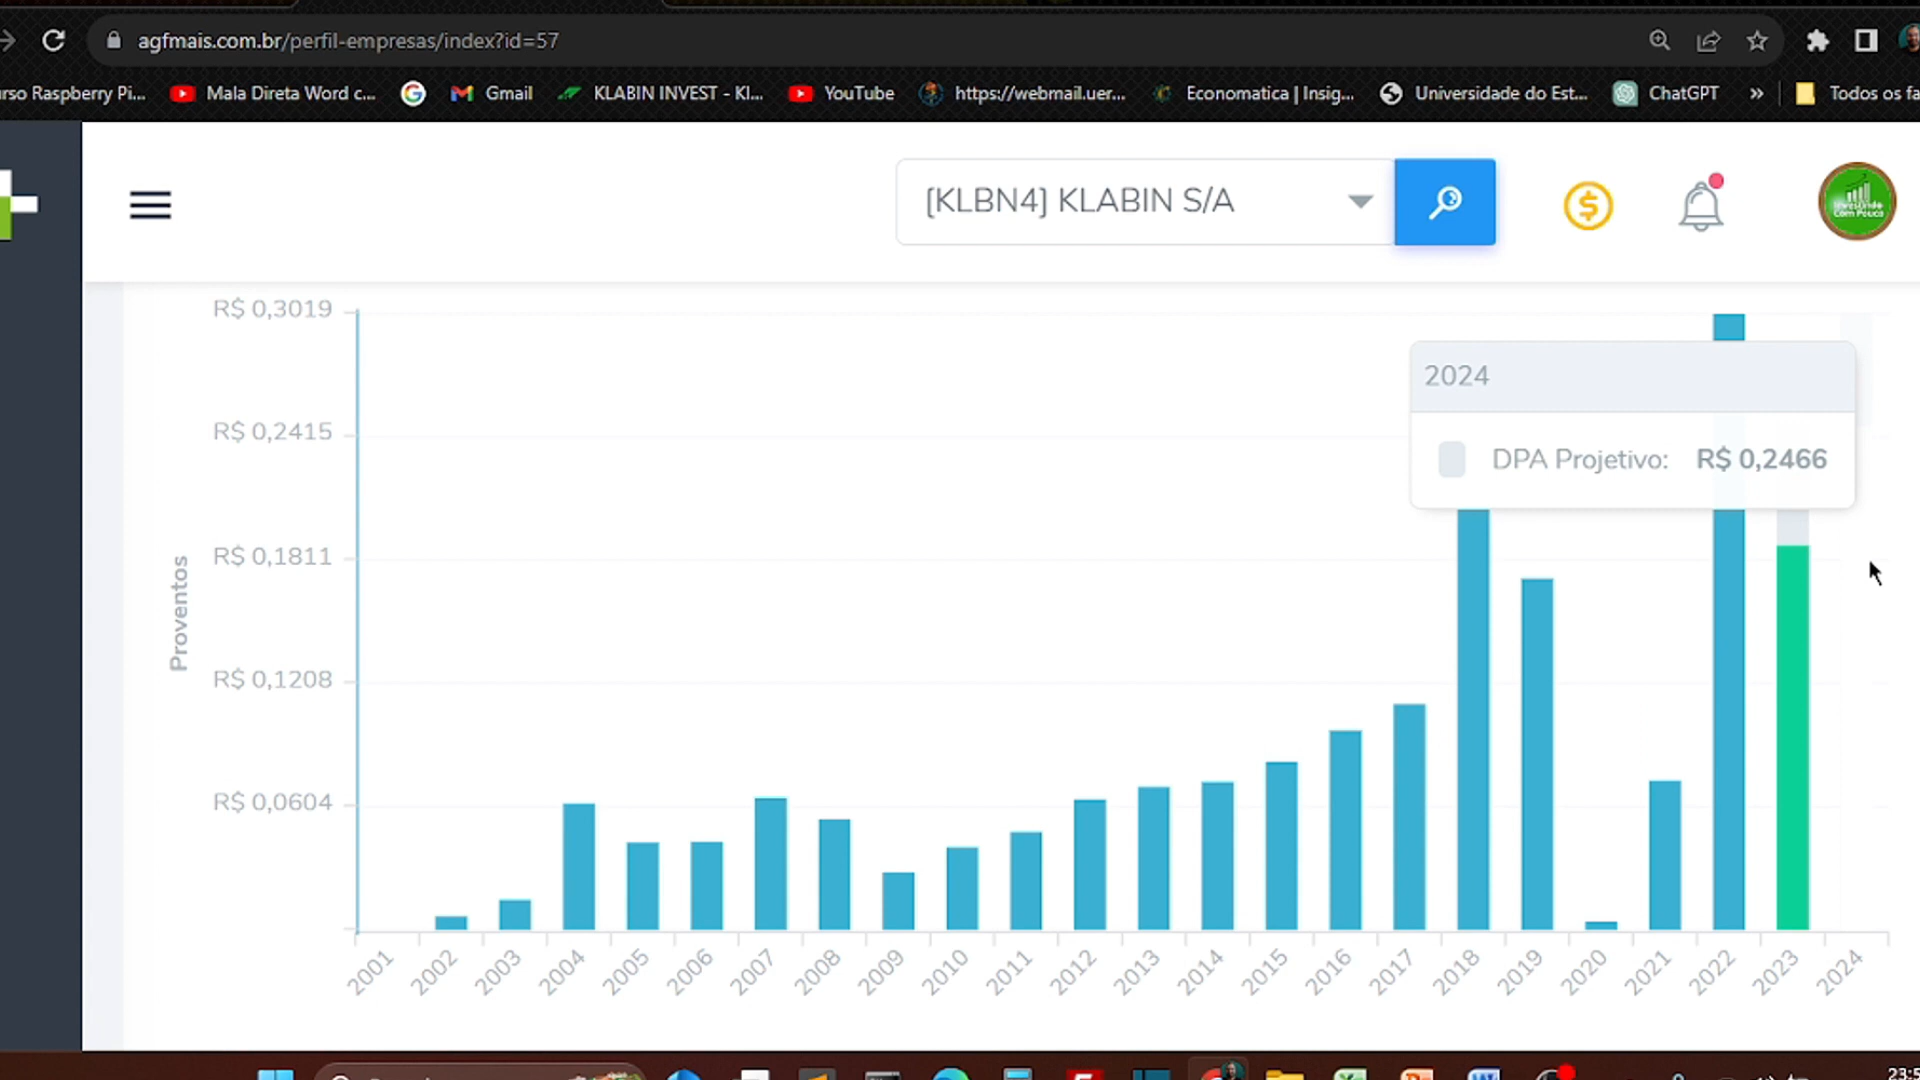 agfmais.com.br/perfil-empresas/index?id=57
rso Raspberry Pi...
Mala Direta Word c...
Gmail
KLABIN INVEST - Kl...
YouTube
https://webmail.uer...
Economatica | Insig...
Universidade do Est...
ChatGPT
»
Todos os fa
[KLBN4] KLABIN S/A
Investindo
Com Pouco
R$ 0,3019
R$ 0,2415
R$ 0,1811
R$ 0,1208
R$ 0,0604
Proventos
2024
DPA Projetivo: R$ 0,2466
2001 2002 2003 2004 2005 2006 2007 2008 2009 2010 2011 2012 2013 2014 2015 2016 2017 2018 2019 2020 2021 2022 2023 2024